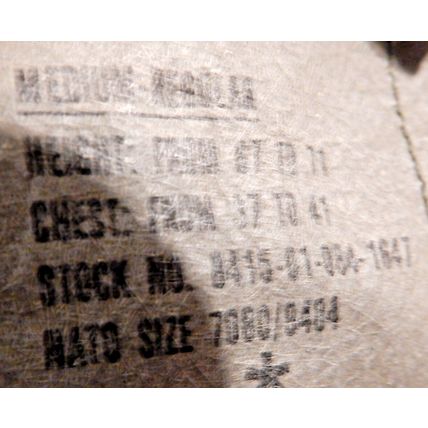 MEDIUM REGULAR
HEIGHT: FROM 67 TO 71
CHEST: FROM 37 TO 41
STOCK NO. 8415-01-084-1647
NATO SIZE 7080/9404